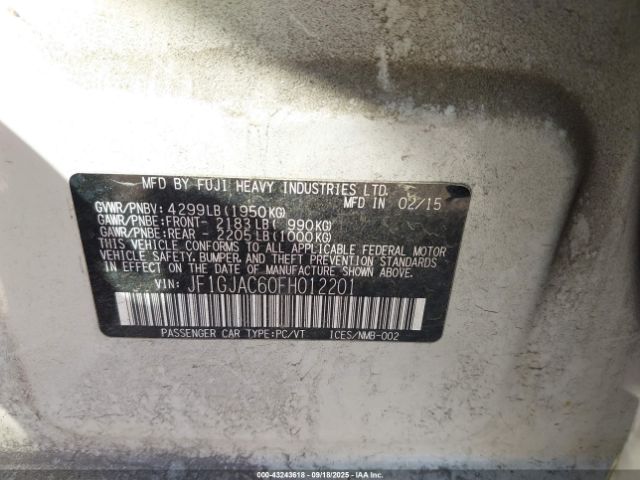 MFD BY FUJI HEAVY INDUSTRIES LTD.
MFD IN 02/15
GVWR/PNBV: 4299LB(1950KG)
GAWR/PNBE:FRONT- 2183LB( 990KG)
GAWR/PNBE:REAR - 2205LB(1000KG)
THIS VEHICLE CONFORMS TO ALL APPLICABLE FEDERAL MOTOR
VEHICLE SAFETY, BUMPER, AND THEFT PREVENTION STANDARDS
IN EFFECT ON THE DATE OF MANUFACTURE SHOWN ABOVE.
VIN: JF1GJAC60FH012201
PASSENGER CAR TYPE:PC/VT ICES/NMB-002
© IAAI 00-43243618 - 09/18/2025 - Copart